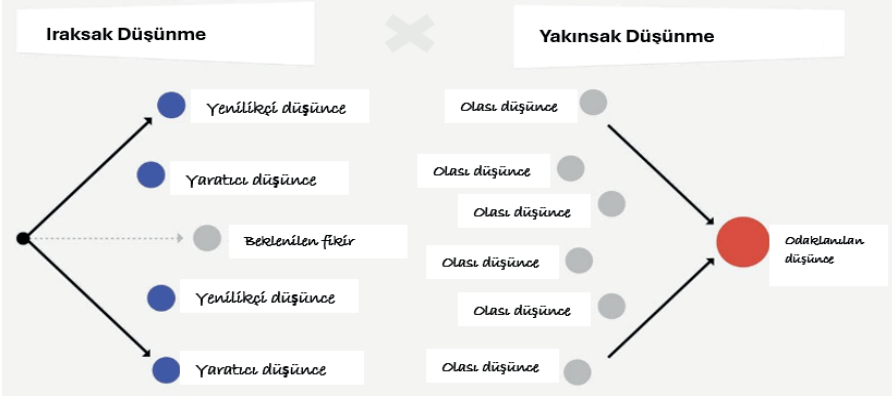 Iraksak Düşünme
Yenilikçi düşünce
Yaratıcı düşünce
Beklenilen fikir
Yenilikçi düşünce
Yaratıcı düşünce
Yakınsak Düşünme
Olası düşünce
Olası düşünce
Olası düşünce
Olası düşünce
Olası düşünce
Olası düşünce
Odaklanılan
düşünce